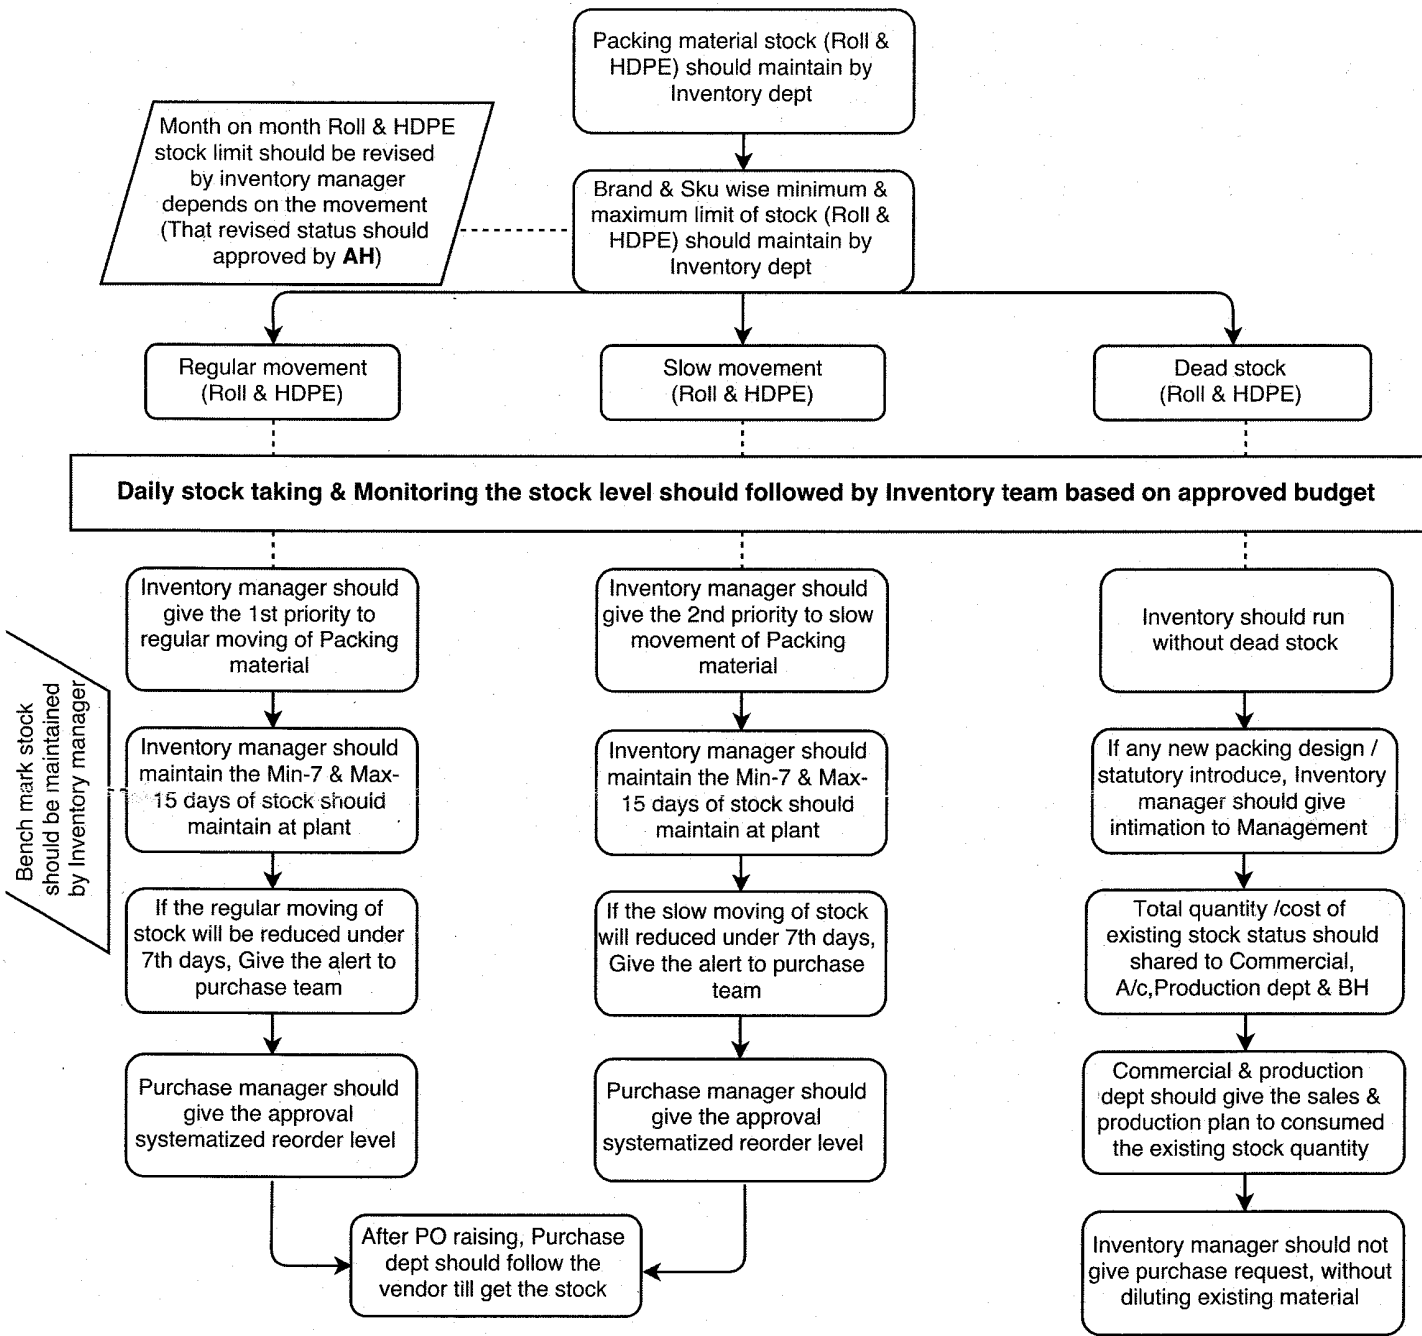 Packing material stock (Roll &
HDPE) should maintain by
Inventory dept
Month on month Roll & HDPE
stock limit should be revised
by inventory manager
depends on the movement
(That revised status should
approved by AH)
Brand & Sku wise minimum &
maximum limit of stock (Roll &
HDPE) should maintain by
Inventory dept
Regular movement
(Roll & HDPE)
Slow movement
(Roll & HDPE)
Dead stock
(Roll & HDPE)
Daily stock taking & Monitoring the stock level should followed by Inventory team based on approved budget
Inventory manager should
give the 1st priority to
regular moving of Packing
material
Bench mark stock
should be maintained
by Inventory manager
Inventory manager should
maintain the Min-7 & Max-
15 days of stock should
maintain at plant
If the regular moving of
stock will be reduced under
7th days, Give the alert to
purchase team
Purchase manager should
give the approval
systematized reorder level
Inventory manager should
give the 2nd priority to slow
movement of Packing
material
Inventory manager should
maintain the Min-7 & Max-
15 days of stock should
maintain at plant
If the slow moving of stock
will reduced under 7th days,
Give the alert to purchase
team
Purchase manager should
give the approval
systematized reorder level
After PO raising, Purchase
dept should follow the
vendor till get the stock
Inventory should run
without dead stock
If any new packing design /
statutory introduce, Inventory
manager should give
intimation to Management
Total quantity /cost of
existing stock status should
shared to Commercial,
A/c,Production dept & BH
Commercial & production
dept should give the sales &
production plan to consumed
the existing stock quantity
Inventory manager should not
give purchase request, without
diluting existing material